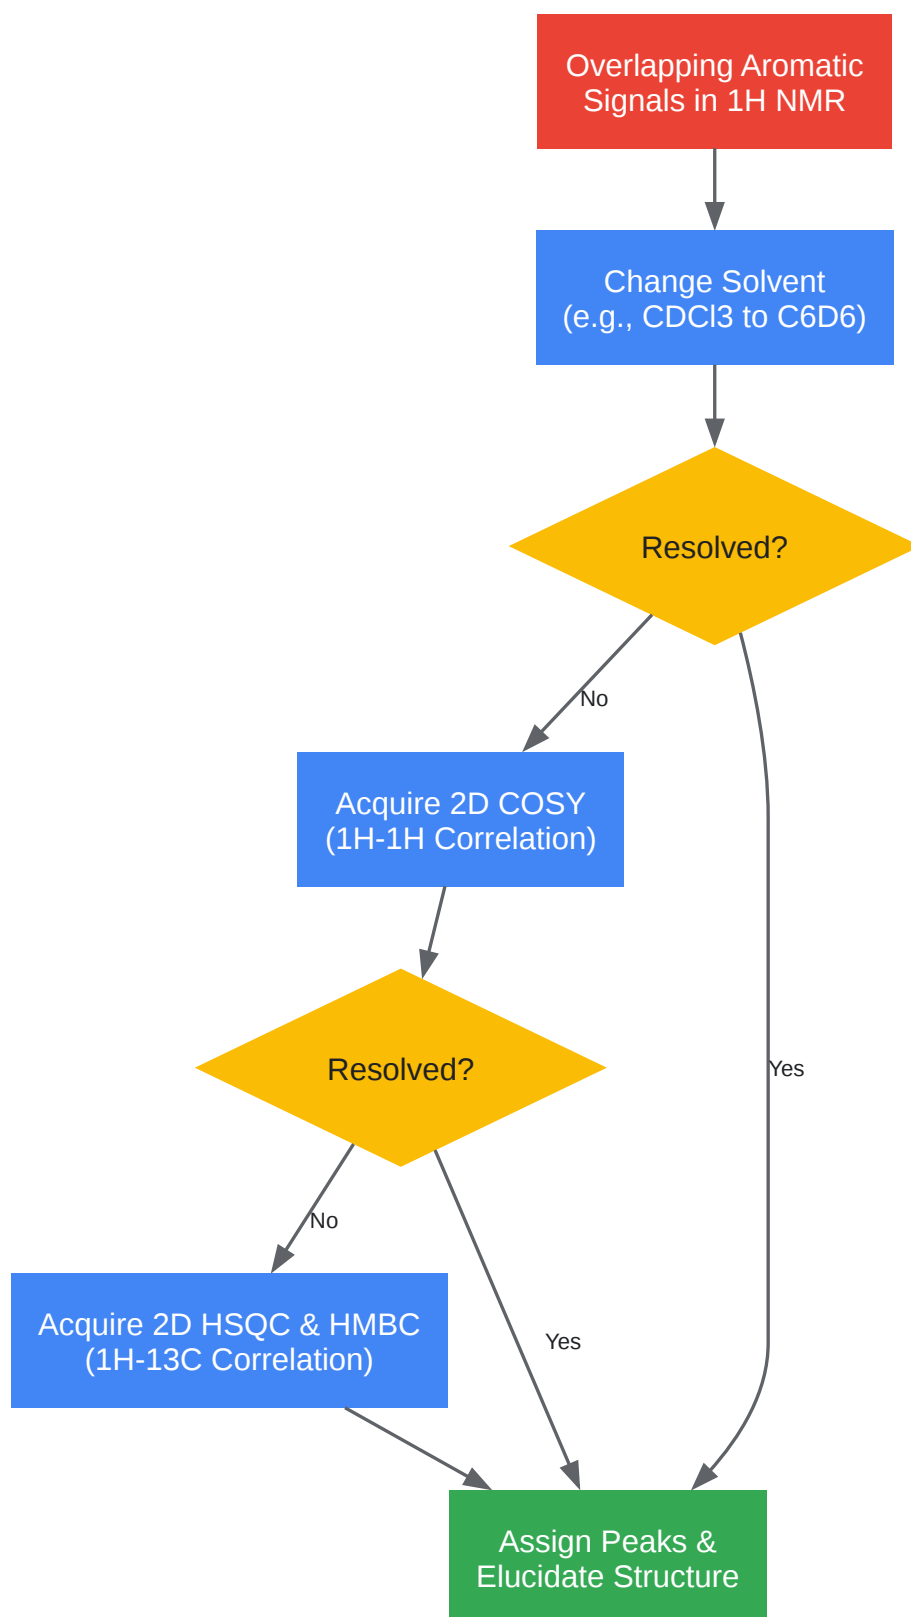 Overlapping Aromatic
Signals in 1H NMR
Change Solvent
(e.g., CDCl3 to C6D6)
Resolved?
No
Acquire 2D COSY
(1H-1H Correlation)
Resolved?
Yes
No
Acquire 2D HSQC & HMBC
(1H-13C Correlation)
Yes
Assign Peaks &
Elucidate Structure